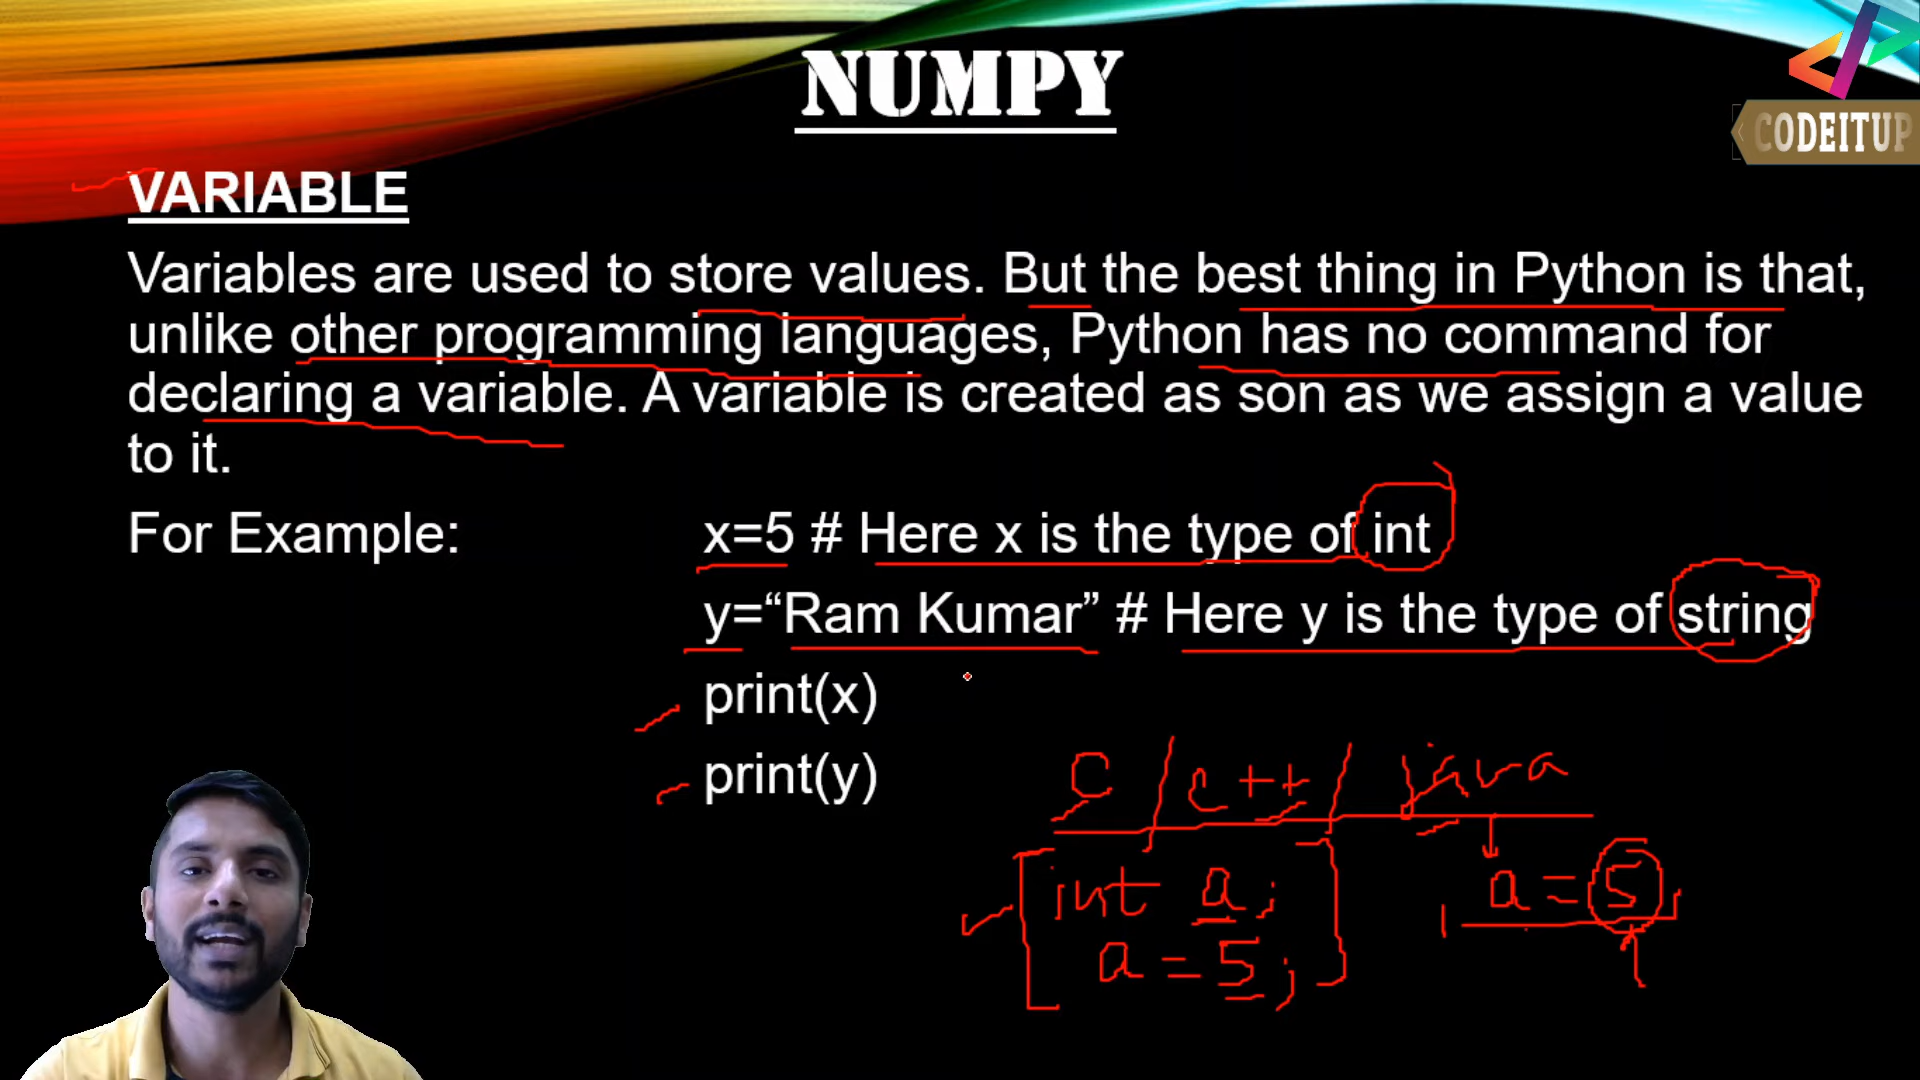 NUMPY
CODEITUP
VARIABLE
Variables are used to store values. But the best thing in Python is that,
unlike other programming languages, Python has no command for
declaring a variable. A variable is created as son as we assign a value
to it.
For Example: x=5 # Here x is the type of int
y=“Ram Kumar” # Here y is the type of string
print(x)
print(y)
C / C++ / java
int a;
a = 5;
a = 5